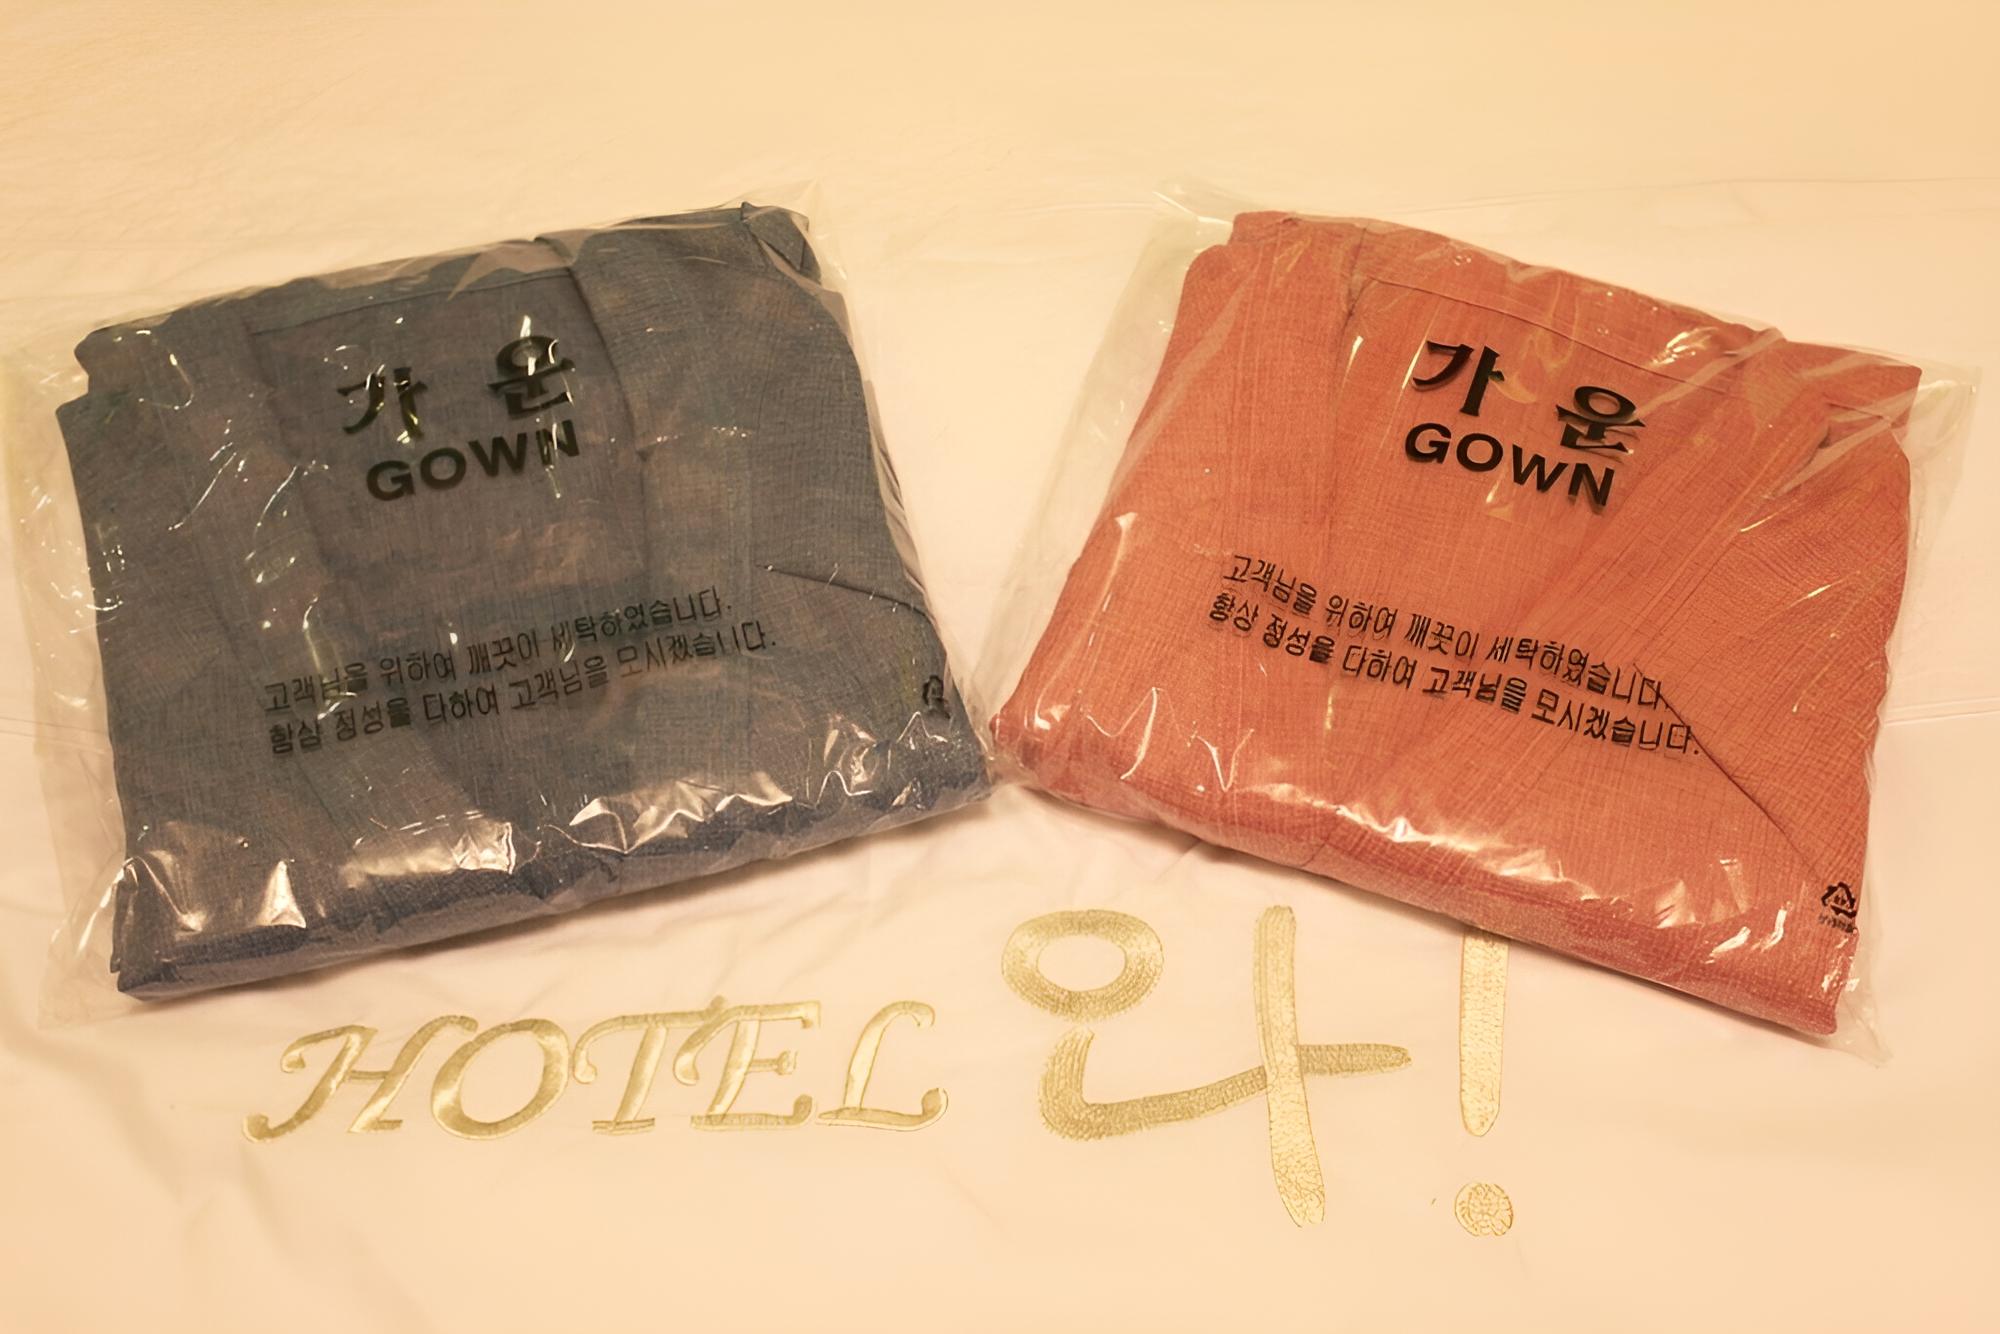 가 운
GOWN
고객님을 위하여 깨끗이 세탁하였습니다.
항상 정성을 다하여 고객님을 모시겠습니다.
가 운
GOWN
고객님을 위하여 깨끗이 세탁하였습니다.
항상 정성을 다하여 고객님을 모시겠습니다.
HOTEL 와!